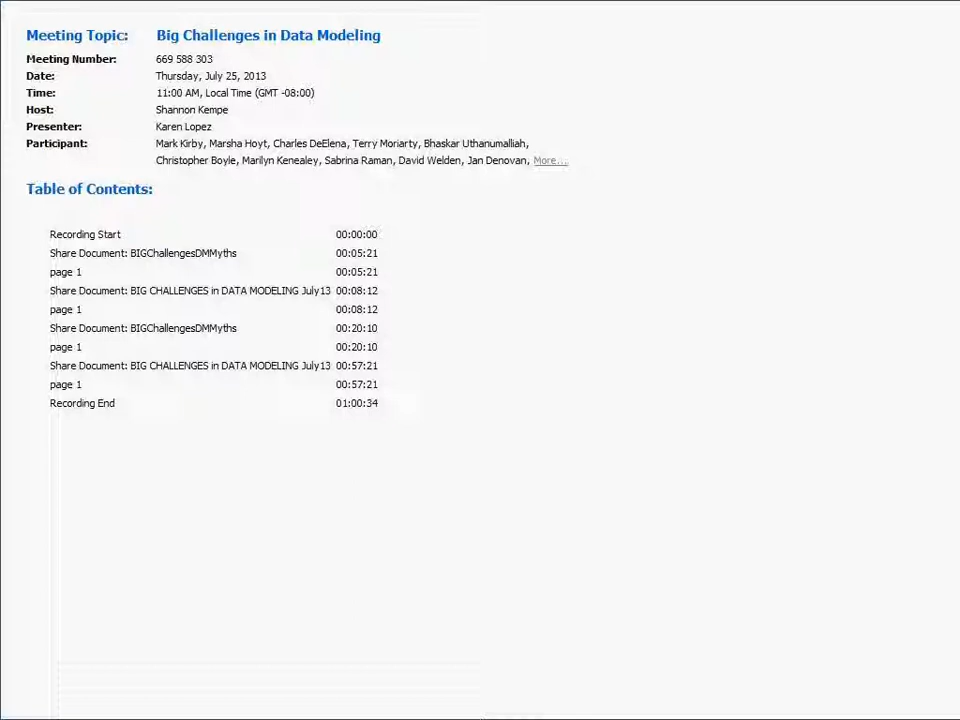 Meeting Topic: Big Challenges in Data Modeling
Meeting Number: 669 588 303
Date: Thursday, July 25, 2013
Time: 11:00 AM, Local Time (GMT -08:00)
Host: Shannon Kempe
Presenter: Karen Lopez
Participant: Mark Kirby, Marsha Hoyt, Charles DeElena, Terry Moriarty, Bhaskar Uthanumalliah,
Christopher Boyle, Marilyn Kenealey, Sabrina Raman, David Welden, Jan Denovan, More...
Table of Contents:
Recording Start 00:00:00
Share Document: BIGChallengesDMMyths 00:05:21
page 1 00:05:21
Share Document: BIG CHALLENGES in DATA MODELING July13 00:08:12
page 1 00:08:12
Share Document: BIGChallengesDMMyths 00:20:10
page 1 00:20:10
Share Document: BIG CHALLENGES in DATA MODELING July13 00:57:21
page 1 00:57:21
Recording End 01:00:34